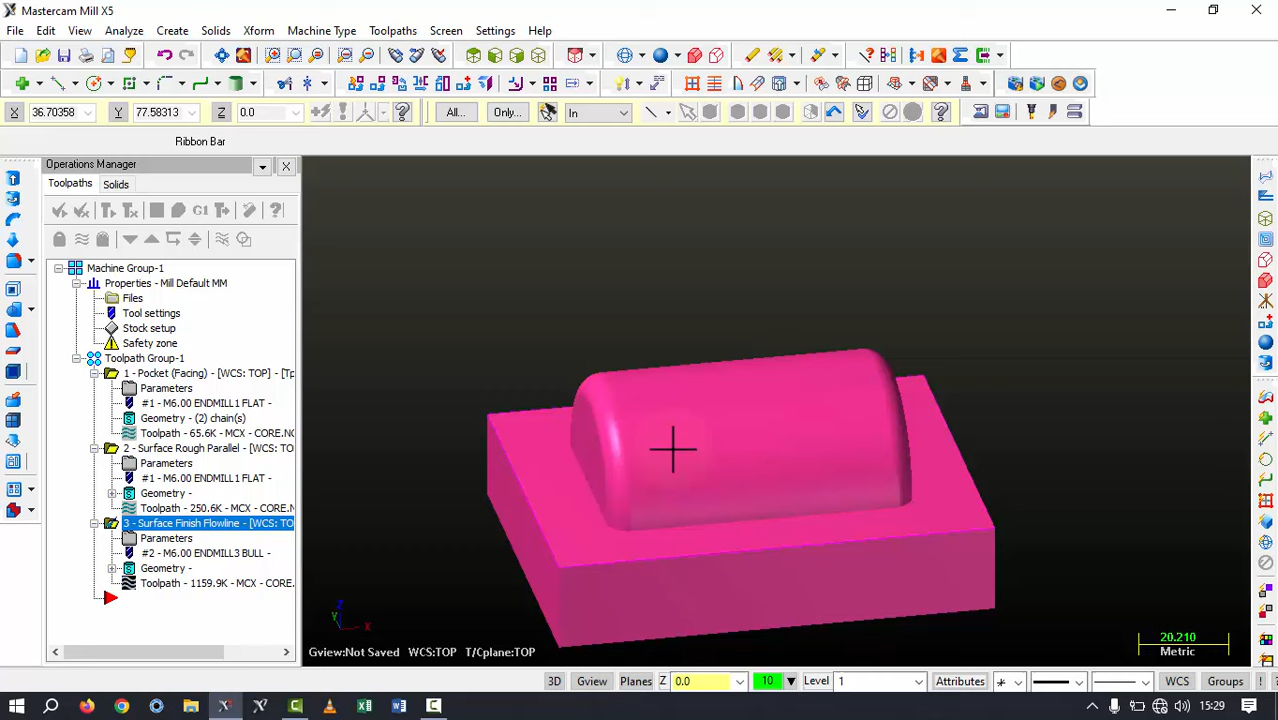 Mastercam Mill X5
File Edit View Analyze Create Solids Xform Machine Type Toolpaths Screen Settings Help
X 36.70358 Y 77.58313 Z 0.0 All... Only... In
Ribbon Bar
Operations Manager
Toolpaths Solids
G1
Machine Group-1
Properties - Mill Default MM
Files
Tool settings
Stock setup
Safety zone
Toolpath Group-1
1 - Pocket (Facing) - [WCS: TOP] - [Tp
Parameters
#1 - M6.00 ENDMILL1 FLAT -
Geometry - (2) chain(s)
Toolpath - 65.6K - MCX - CORE.NC
2 - Surface Rough Parallel - [WCS: TO
Parameters
#1 - M6.00 ENDMILL1 FLAT -
Geometry -
Toolpath - 250.6K - MCX - CORE.
3 - Surface Finish Flowline - [WCS: TO
Parameters
#2 - M6.00 ENDMILL3 BULL -
Geometry -
Toolpath - 1159.9K - MCX - CORE.
Z
Y
X
20.210
Metric
Gview:Not Saved WCS:TOP T/Cplane:TOP
3D Gview Planes Z 0.0 10 Level 1 Attributes WCS Groups
15:29